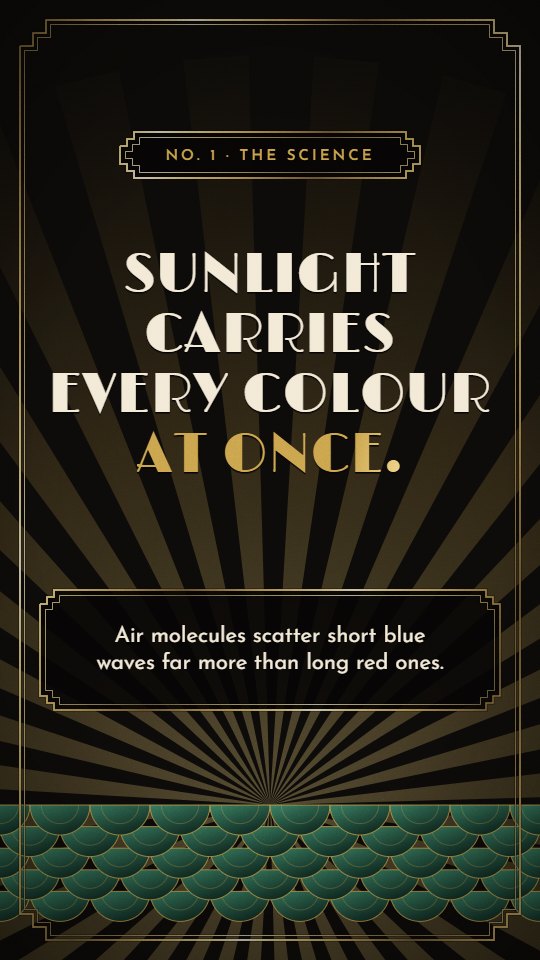 NO. 1 · THE SCIENCE
SUNLIGHT
CARRIES
EVERY COLOUR
AT ONCE.
Air molecules scatter short blue
waves far more than long red ones.